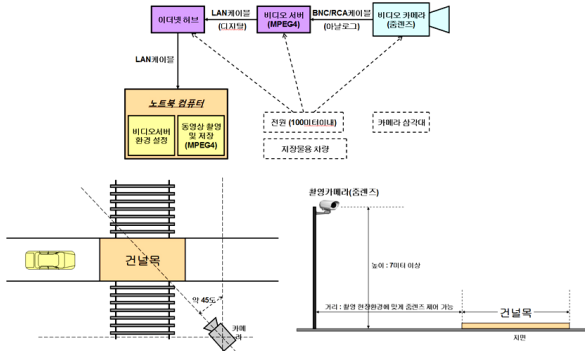 이더넷 허브
LAN케이블
(디지탈)
비디오 서버
(MPEG4)
BNC/RCA케이블
(아날로그)
비디오 카메라
(줌렌즈)
LAN케이블
노트북 컴퓨터
비디오서버
환경 설정
동영상 촬영
및 저장
(MPEG4)
전원 (100미터이내)
카메라 삼각대
지장물용 차량
건널목
약 45도
카메
라
촬영카메라(줌렌즈)
높이 : 7미터 이상
거리 : 촬영 현장환경에 맞게 줌렌즈 제어 가능
건널목
지면